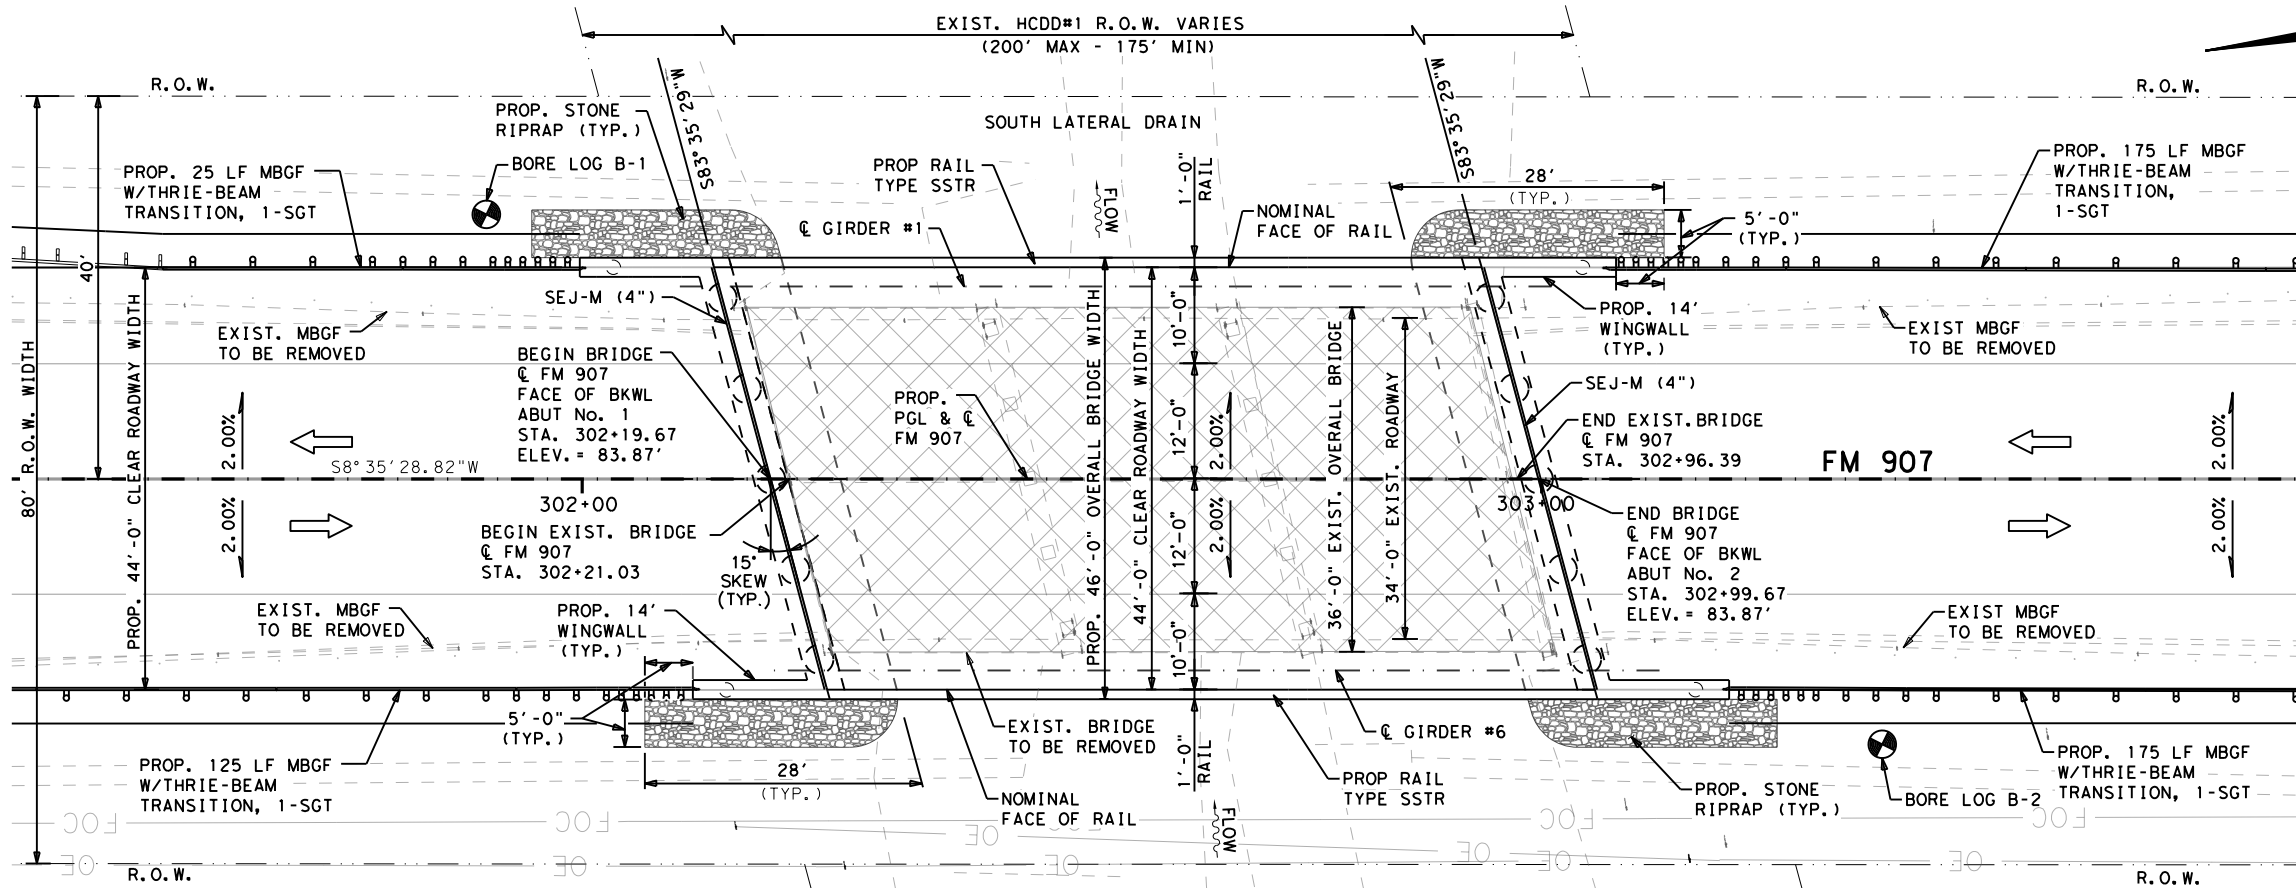 EXIST. HCDD#1 R.O.W. VARIES
(200' MAX - 175' MIN)
R.O.W.
R.O.W.
PROP. STONE
RIPRAP (TYP.)
S83° 35' 29"W
SOUTH LATERAL DRAIN
S83° 35' 29"W
BORE LOG B-1
PROP. 25 LF MBGF
W/THRIE-BEAM
TRANSITION, 1-SGT
PROP RAIL
TYPE SSTR
FLOW
1'-0"
RAIL
28'
(TYP.)
PROP. 175 LF MBGF
W/THRIE-BEAM
TRANSITION,
1-SGT
℄ GIRDER #1
NOMINAL
FACE OF RAIL
5'-0"
(TYP.)
40'
SEJ-M (4")
EXIST. MBGF
TO BE REMOVED
PROP. 14'
WINGWALL
(TYP.)
EXIST MBGF
TO BE REMOVED
80' R.O.W. WIDTH
PROP. 44'-0" CLEAR ROADWAY WIDTH
BEGIN BRIDGE
℄ FM 907
FACE OF BKWL
ABUT No. 1
STA. 302+19.67
ELEV.= 83.87'
PROP.
PGL & ℄
FM 907
PROP. 46'-0" OVERALL BRIDGE WIDTH
44'-0" CLEAR ROADWAY WIDTH
10'-0"
12'-0"
12'-0"
10'-0"
2.00%
2.00%
36'-0" EXIST. OVERALL BRIDGE
34'-0" EXIST. ROADWAY
SEJ-M (4")
END EXIST.BRIDGE
℄ FM 907
STA. 302+96.39
FM 907
2.00%
2.00%
2.00%
2.00%
S8° 35' 28.82"W
302+00
303+00
BEGIN EXIST. BRIDGE
℄ FM 907
STA. 302+21.03
15°
SKEW
(TYP.)
END BRIDGE
℄ FM 907
FACE OF BKWL
ABUT No. 2
STA. 302+99.67
ELEV.= 83.87'
EXIST. MBGF
TO BE REMOVED
PROP. 14'
WINGWALL
(TYP.)
EXIST MBGF
TO BE REMOVED
5'-0"
(TYP.)
EXIST. BRIDGE
TO BE REMOVED
℄ GIRDER #6
1'-0"
RAIL
PROP. 125 LF MBGF
W/THRIE-BEAM
TRANSITION, 1-SGT
28'
(TYP.)
NOMINAL
FACE OF RAIL
PROP RAIL
TYPE SSTR
PROP. STONE
RIPRAP (TYP.)
BORE LOG B-2
PROP. 175 LF MBGF
W/THRIE-BEAM
TRANSITION, 1-SGT
FLOW
FOC
FOC
FOC
FOC
OE
OE
OE
OE
OE
OE
OE
R.O.W.
R.O.W.